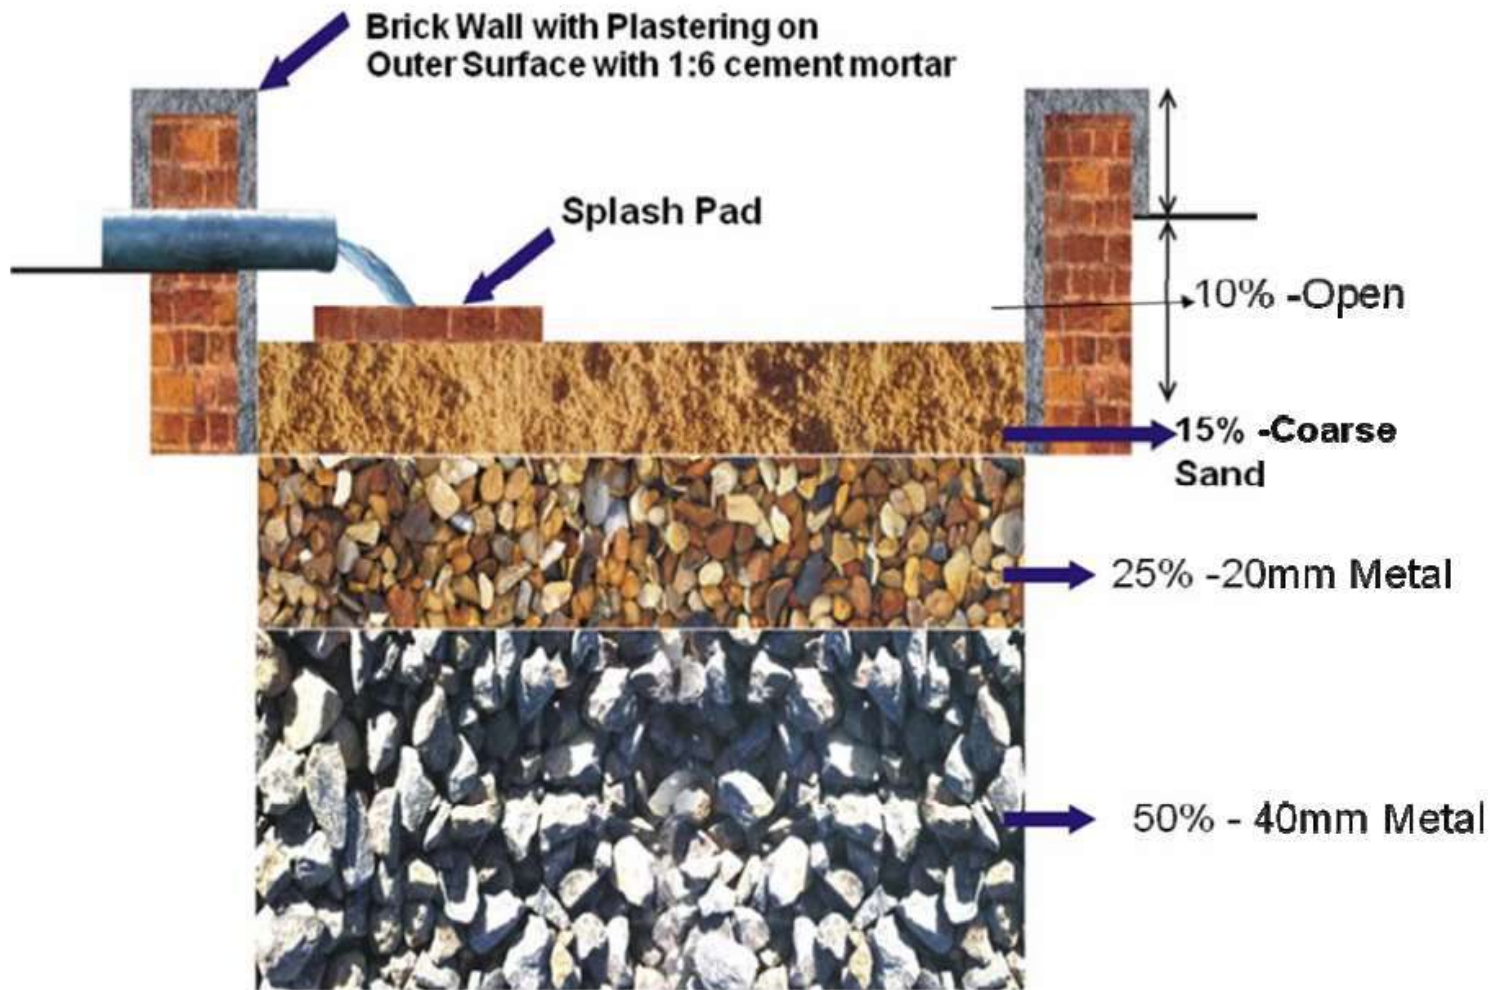 Brick Wall with Plastering on
Outer Surface with 1:6 cement mortar
Splash Pad
10% -Open
15% -Coarse
Sand
25% -20mm Metal
50% - 40mm Metal